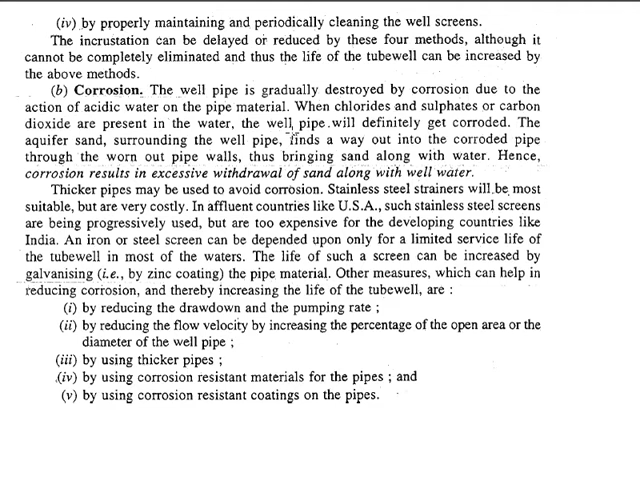 (iv) by properly maintaining and periodically cleaning the well screens.
The incrustation can be delayed or reduced by these four methods, although it
cannot be completely eliminated and thus the life of the tubewell can be increased by
the above methods.
(b) Corrosion. The well pipe is gradually destroyed by corrosion due to the
action of acidic water on the pipe material. When chlorides and sulphates or carbon
dioxide are present in the water, the well pipe will definitely get corroded. The
aquifer sand, surrounding the well pipe, finds a way out into the corroded pipe
through the worn out pipe walls, thus bringing sand along with water. Hence,
corrosion results in excessive withdrawal of sand along with well water.
Thicker pipes may be used to avoid corrosion. Stainless steel strainers will be most
suitable, but are very costly. In affluent countries like U.S.A., such stainless steel screens
are being progressively used, but are too expensive for the developing countries like
India. An iron or steel screen can be depended upon only for a limited service life of
the tubewell in most of the waters. The life of such a screen can be increased by
galvanising (i.e., by zinc coating) the pipe material. Other measures, which can help in
reducing corrosion, and thereby increasing the life of the tubewell, are :
(i) by reducing the drawdown and the pumping rate ;
(ii) by reducing the flow velocity by increasing the percentage of the open area or the
diameter of the well pipe ;
(iii) by using thicker pipes ;
(iv) by using corrosion resistant materials for the pipes ; and
(v) by using corrosion resistant coatings on the pipes.